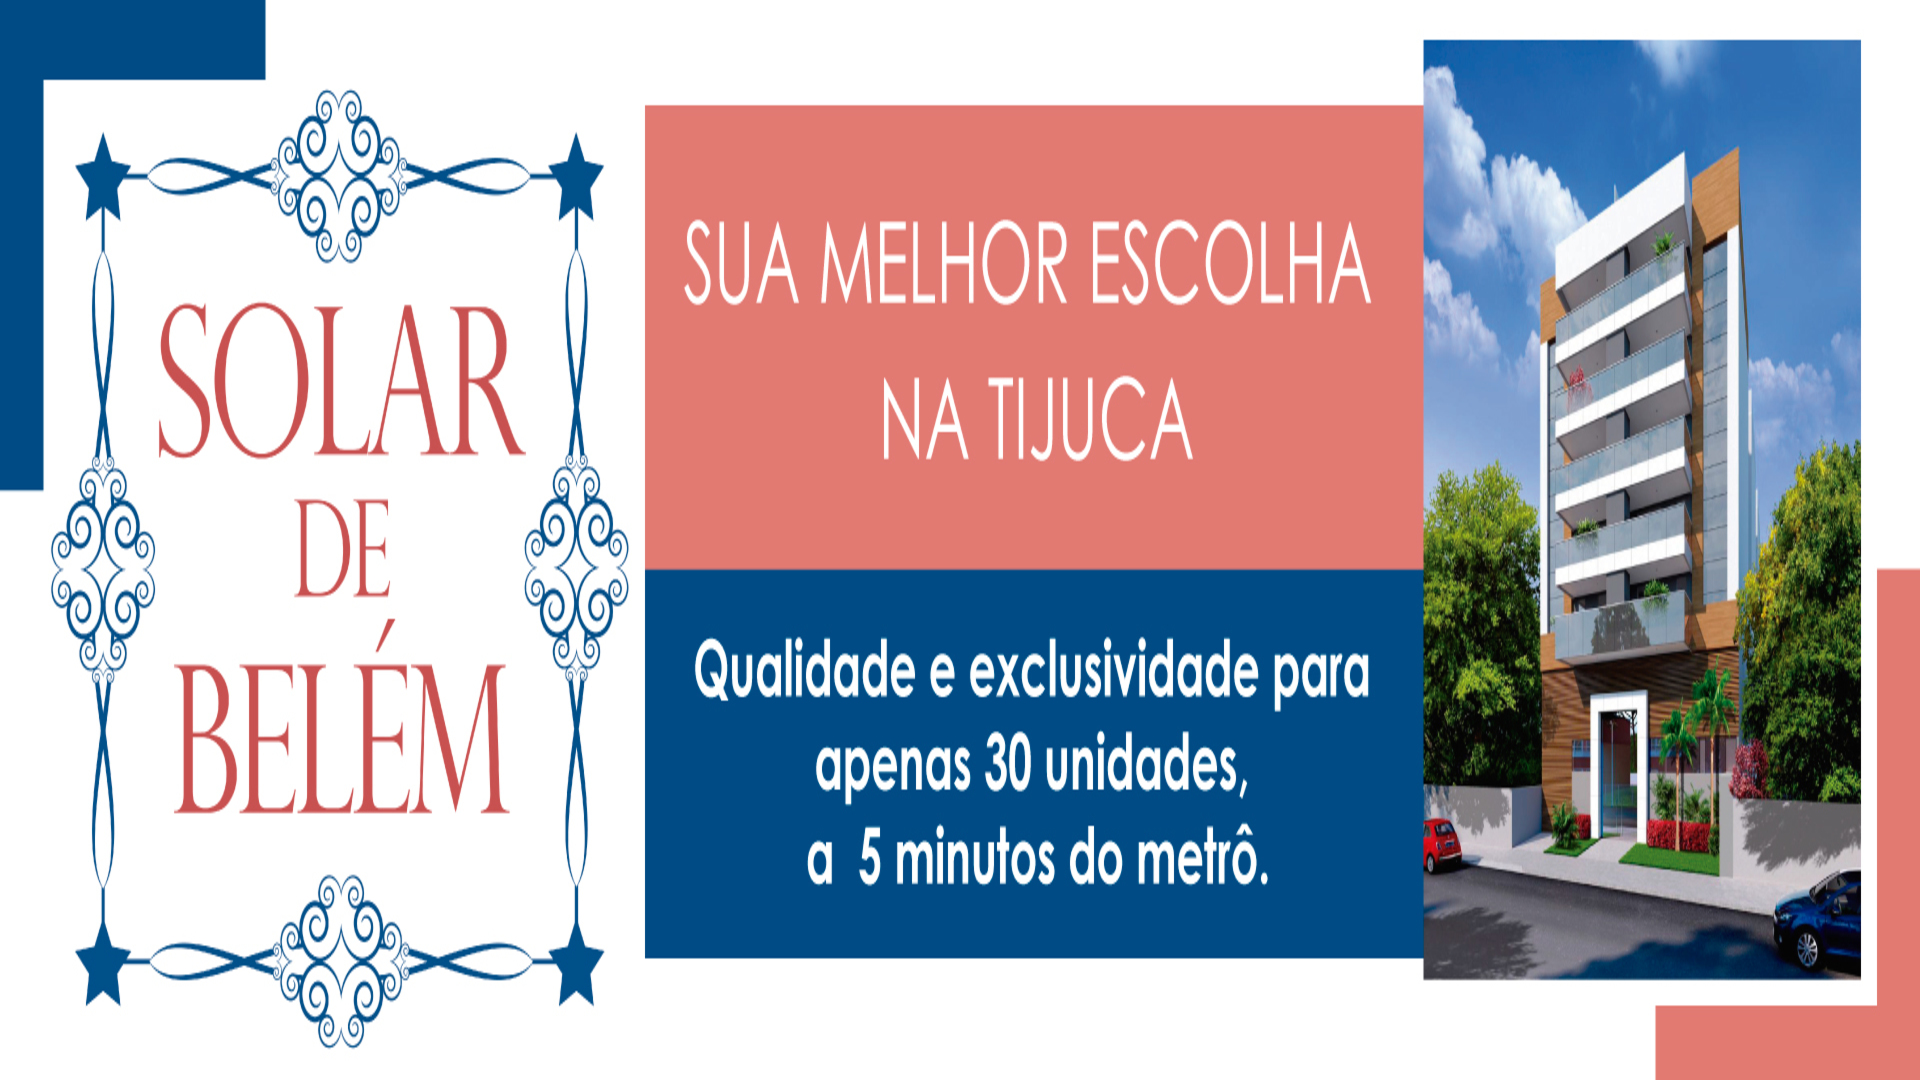 SOLAR
DE
BELÉM
SUA MELHOR ESCOLHA
NA TIJUCA
Qualidade e exclusividade para
apenas 30 unidades,
a 5 minutos do metrô.